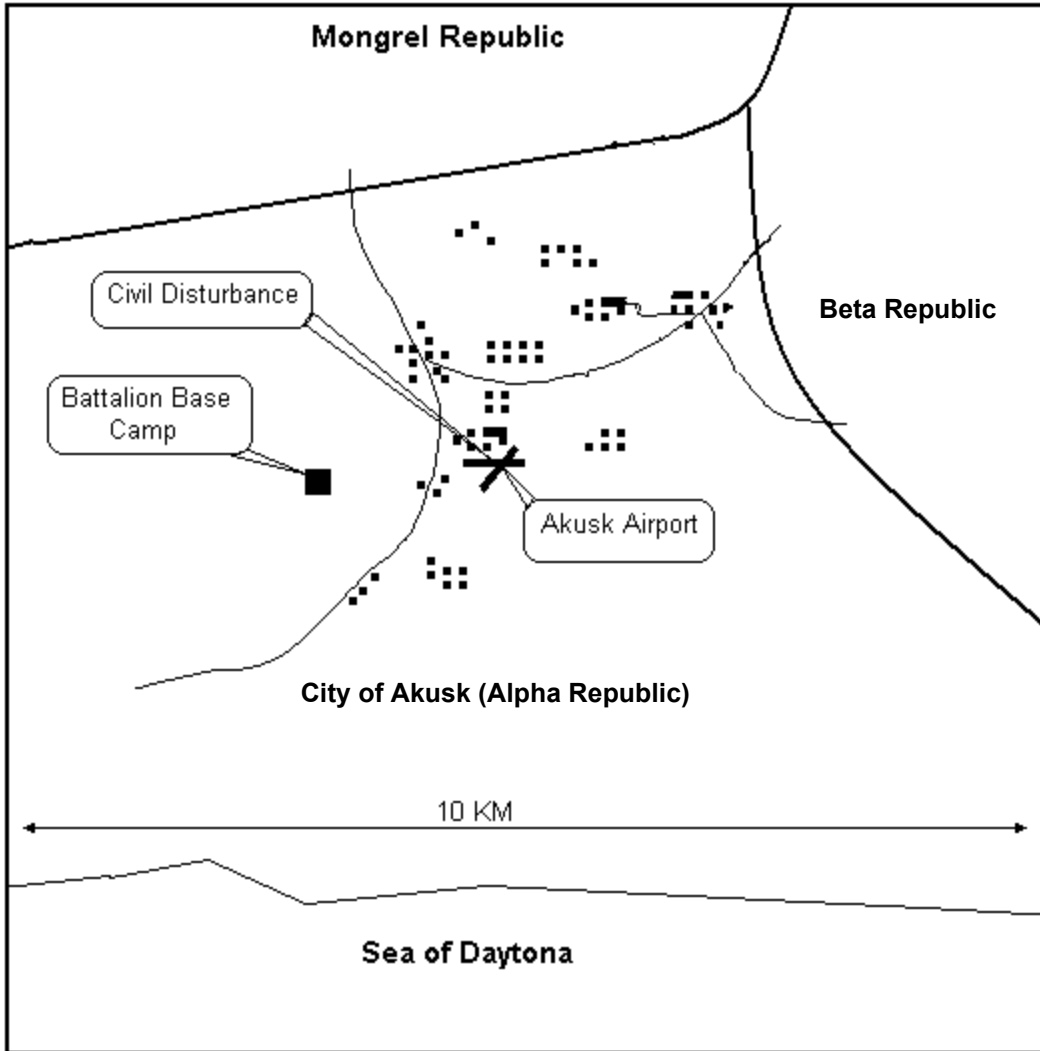 Mongrel Republic
Civil Disturbance
Beta Republic
Battalion Base
Camp
Akusk Airport
City of Akusk (Alpha Republic)
10 KM
Sea of Daytona